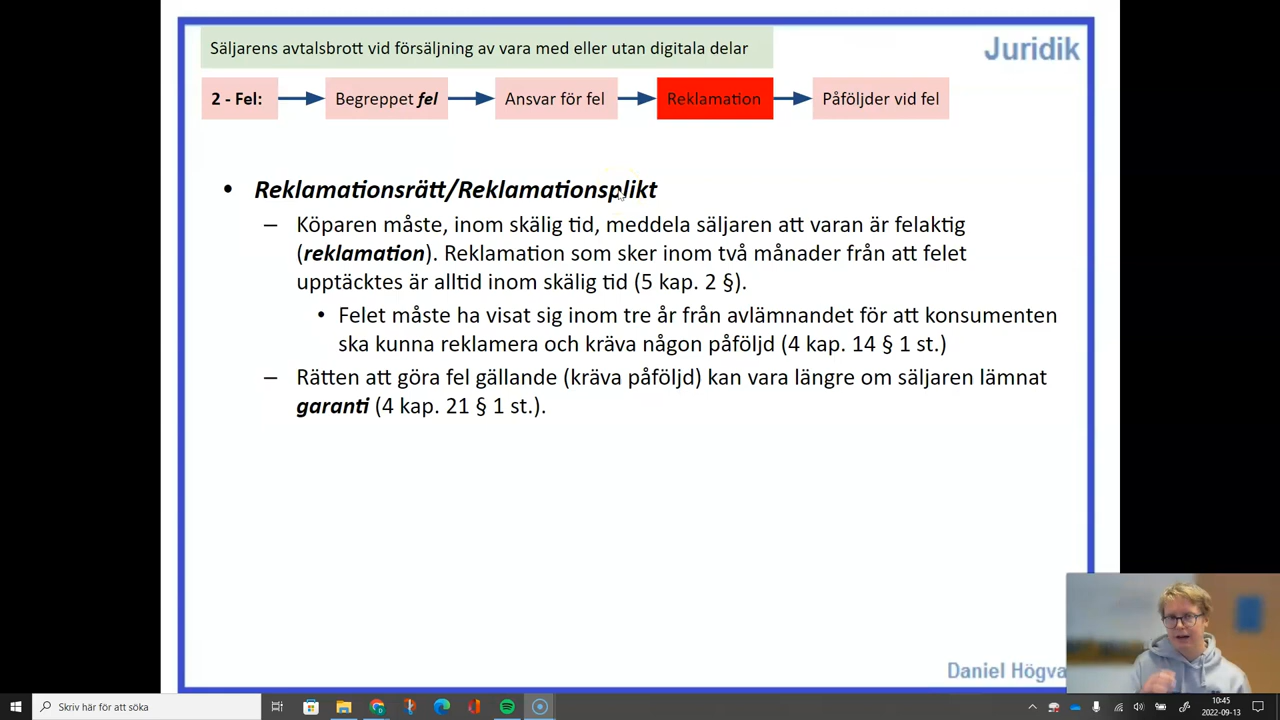 Säljarens avtalsbrott vid försäljning av vara med eller utan digitala delar
Juridik
2 - Fel:
Begreppet fel
Ansvar för fel
Reklamation
Påföljder vid fel
• Reklamationsrätt/Reklamationsplikt
– Köparen måste, inom skälig tid, meddela säljaren att varan är felaktig
(reklamation). Reklamation som sker inom två månader från att felet
upptäcktes är alltid inom skälig tid (5 kap. 2 §).
• Felet måste ha visat sig inom tre år från avlämnandet för att konsumenten
ska kunna reklamera och kräva någon påföljd (4 kap. 14 § 1 st.)
– Rätten att göra fel gällande (kräva påföljd) kan vara längre om säljaren lämnat
garanti (4 kap. 21 § 1 st.).
Daniel Högva
Skriv här för att söka
10:45
2022-09-13